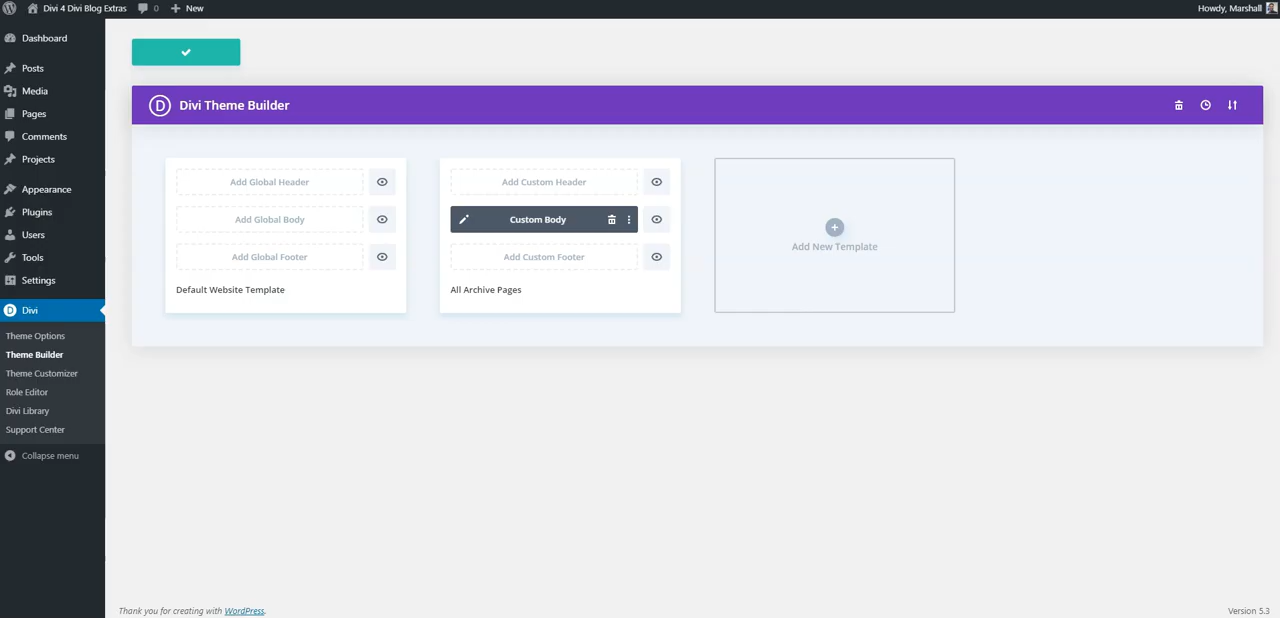 Divi 4 Divi Blog Extras
0
New
Howdy, Marshall
Dashboard
Posts
Media
Pages
Comments
Projects
Appearance
Plugins
Users
Tools
Settings
Divi
Theme Options
Theme Builder
Theme Customizer
Role Editor
Divi Library
Support Center
Collapse menu
D Divi Theme Builder
Add Global Header
Add Global Body
Add Global Footer
Default Website Template
Add Custom Header
Custom Body
Add Custom Footer
All Archive Pages
Add New Template
Thank you for creating with WordPress.
Version 5.3